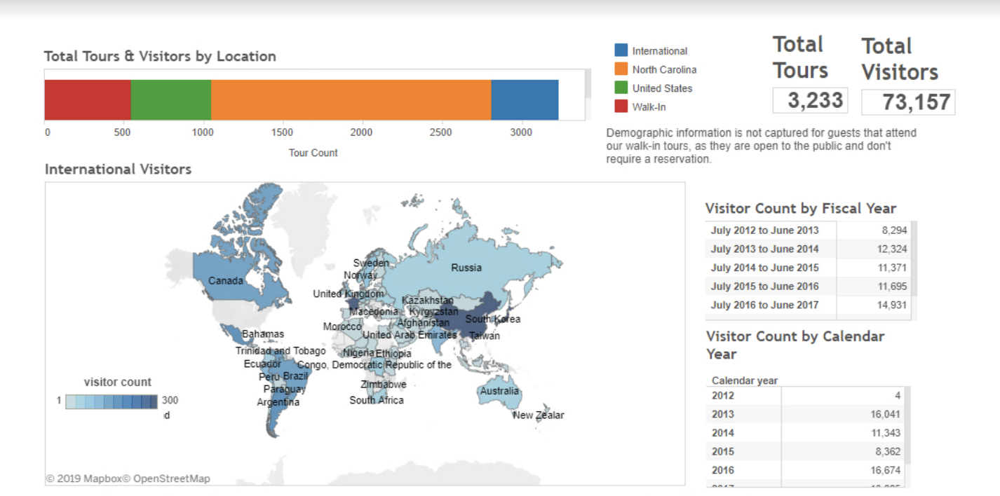 Total Tours & Visitors by Location
0 500 1000 1500 2000 2500 3000
Tour Count
International
North Carolina
United States
Walk-In
Total
Tours
3,233
Total
Visitors
73,157
Demographic information is not captured for guests that attend
our walk-in tours, as they are open to the public and don't
require a reservation.
International Visitors
Canada
Sweden
Norway
Russia
United Kingdom
Kazakhstan
Macedonia
Kyrgyzstan
South Korea
Morocco
Afghanistan
United Arab Emirates
Taiwan
Bahamas
Trinidad and Tobago
Nigeria
Ethiopia
Ecuador
Congo, Democratic Republic of the
Peru
Brazil
Paraguay
Zimbabwe
Argentina
South Africa
Australia
New Zealan
visitor count
1 300
d
© 2019 Mapbox© OpenStreetMap
Visitor Count by Fiscal Year
July 2012 to June 2013 8,294
July 2013 to June 2014 12,324
July 2014 to June 2015 11,371
July 2015 to June 2016 11,695
July 2016 to June 2017 14,931
Visitor Count by Calendar
Year
Calendar year
2012 4
2013 16,041
2014 11,343
2015 8,362
2016 16,674